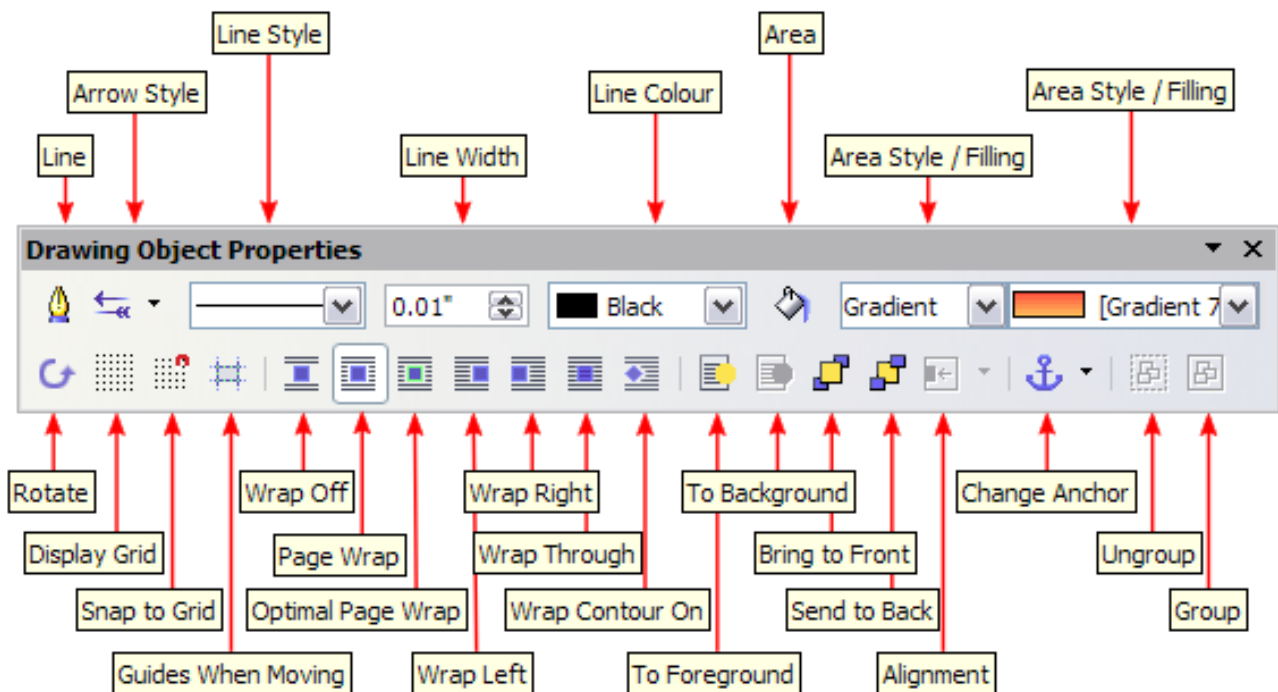 Line Style
Area
Arrow Style
Line Colour
Area Style / Filling
Line
Line Width
Area Style / Filling
Drawing Object Properties
0.01"
Black
Gradient
[Gradient 7
Rotate
Wrap Off
Wrap Right
To Background
Change Anchor
Display Grid
Page Wrap
Wrap Through
Bring to Front
Ungroup
Snap to Grid
Optimal Page Wrap
Wrap Contour On
Send to Back
Group
Guides When Moving
Wrap Left
To Foreground
Alignment